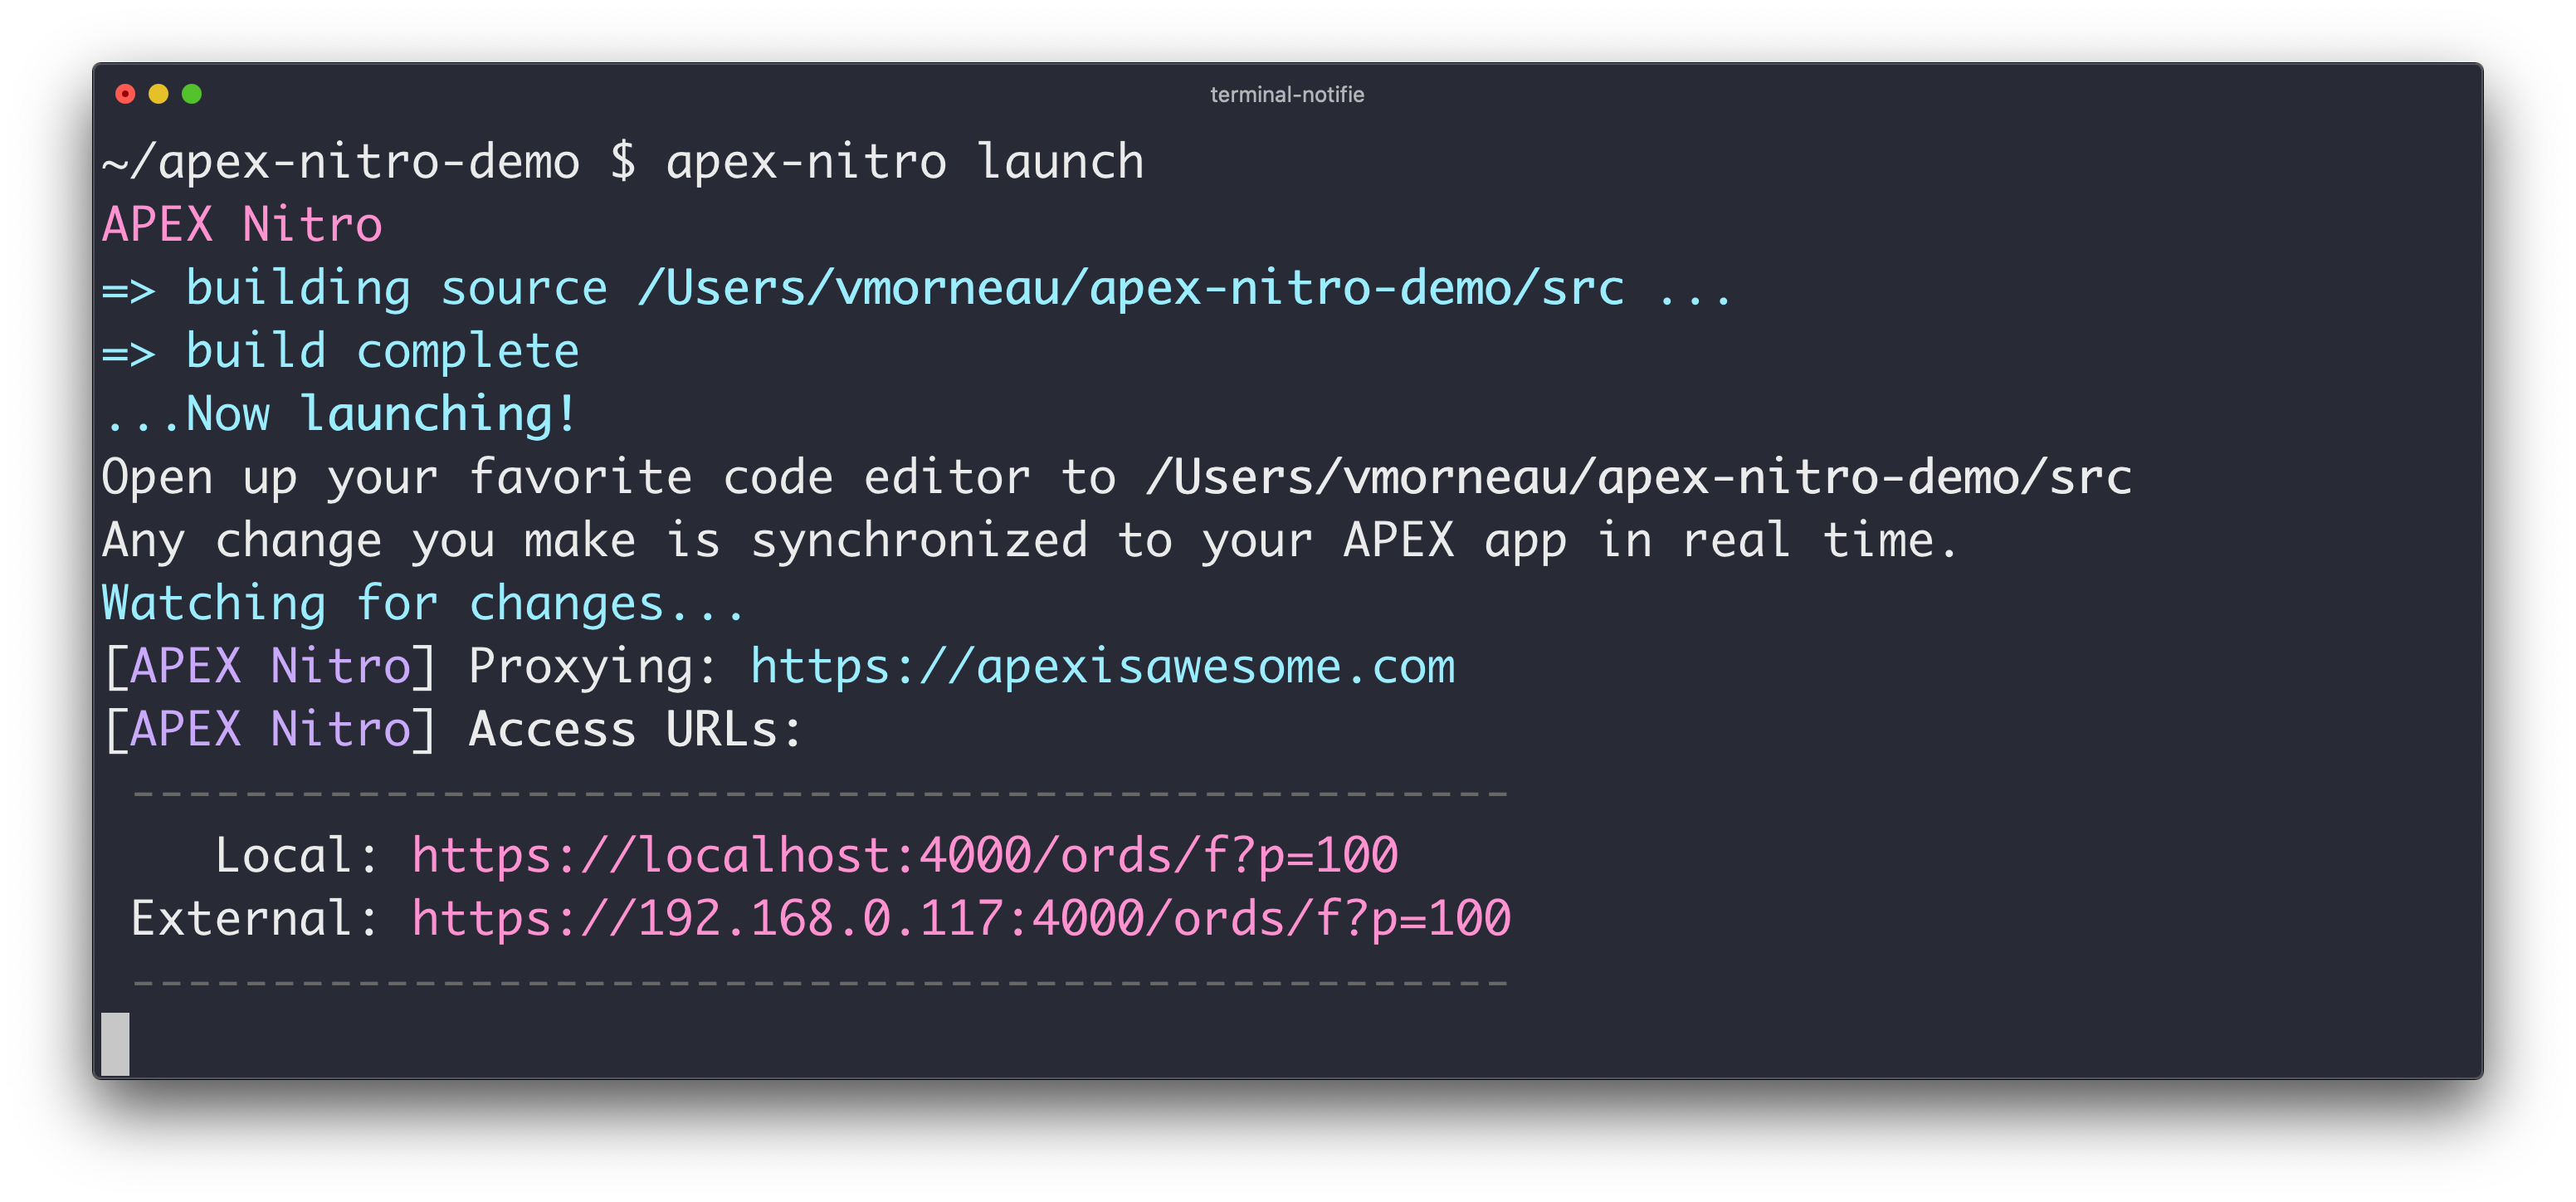 terminal-notifie
~/apex-nitro-demo $ apex-nitro launch
APEX Nitro
=> building source /Users/vmorneau/apex-nitro-demo/src ...
=> build complete
...Now launching!
Open up your favorite code editor to /Users/vmorneau/apex-nitro-demo/src
Any change you make is synchronized to your APEX app in real time.
Watching for changes...
[APEX Nitro] Proxying: https://apexisawesome.com
[APEX Nitro] Access URLs:
-------------------------------------------------
Local: https://localhost:4000/ords/f?p=100
External: https://192.168.0.117:4000/ords/f?p=100
-------------------------------------------------